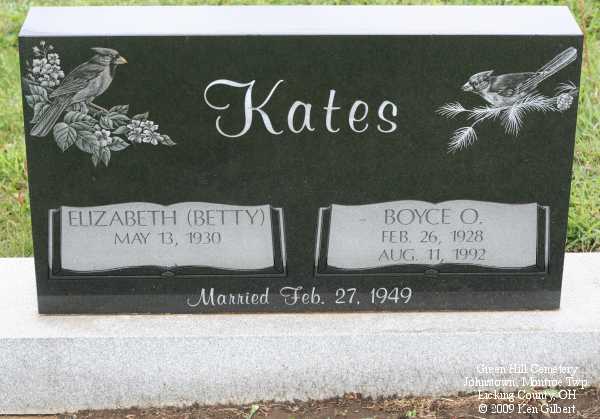 Kates
ELIZABETH (BETTY)
MAY 13, 1930
BOYCE O.
FEB. 26, 1928
AUG. 11, 1992
Married Feb. 27, 1949
Green Hill Cemetery
Johnstown, Monroe Twp
Licking County, OH
© 2009 Ken Gilbert